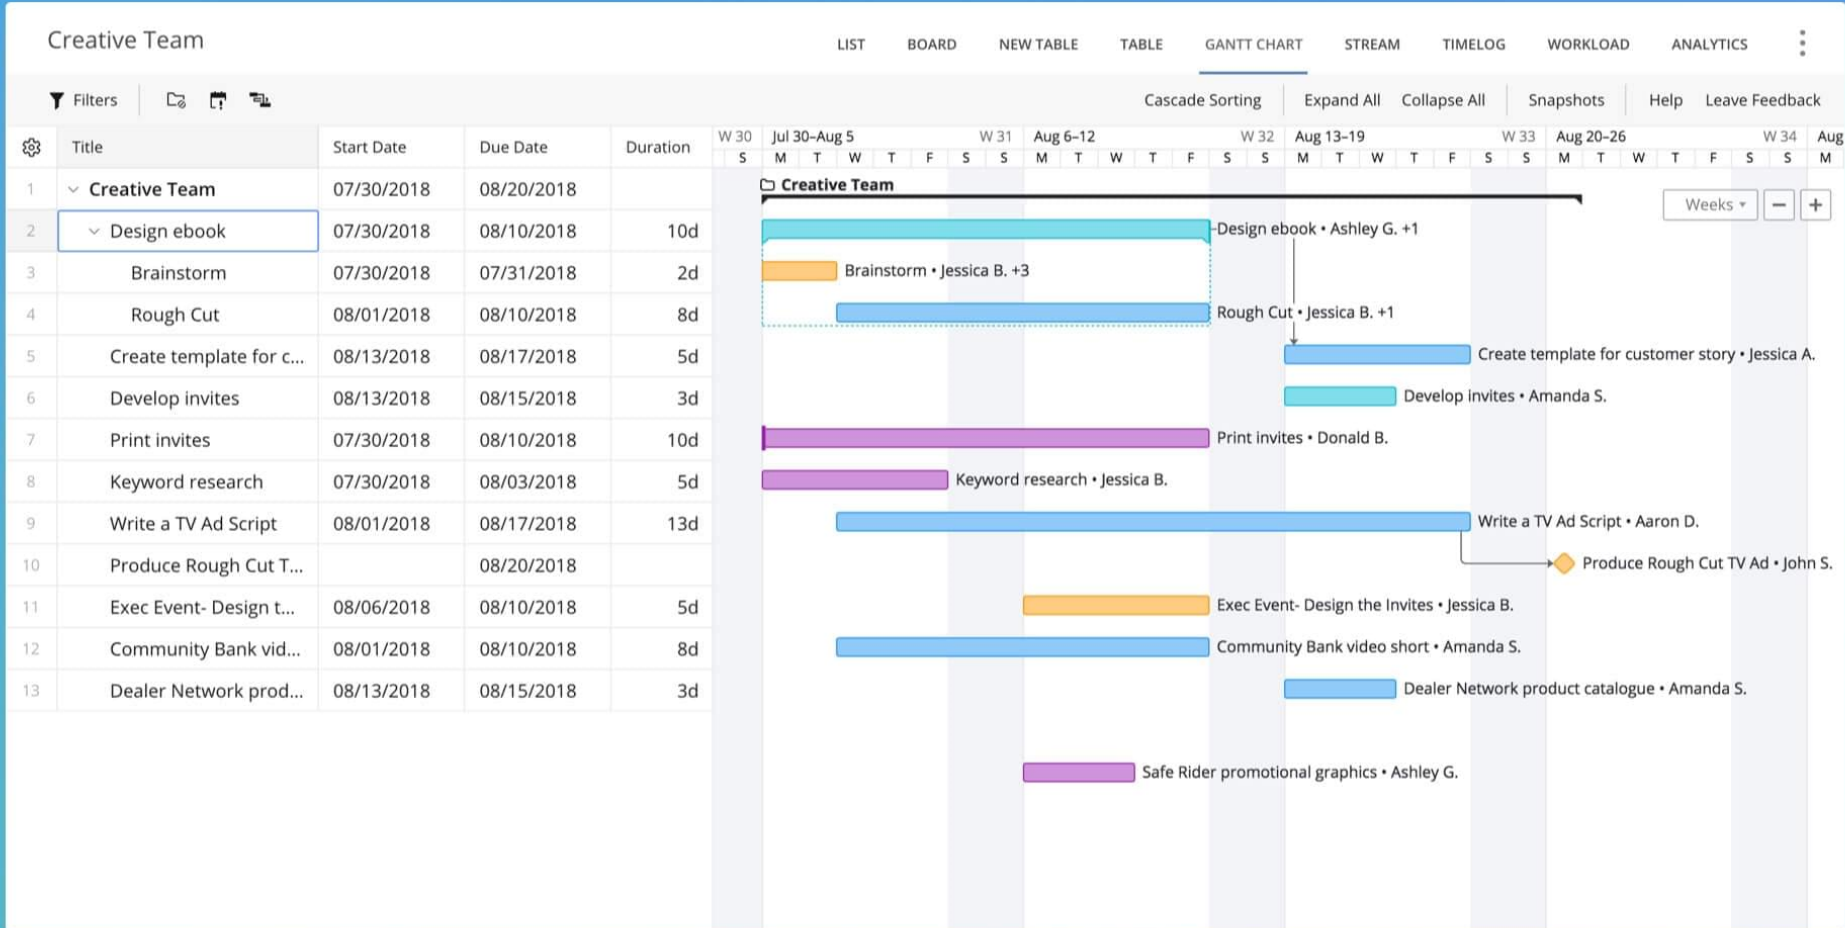 Creative Team
LIST BOARD NEW TABLE TABLE GANTT CHART STREAM TIMELOG WORKLOAD ANALYTICS
Filters Cascade Sorting Expand All Collapse All Snapshots Help Leave Feedback
W 30 Jul 30–Aug 5 W 31 Aug 6–12 W 32 Aug 13–19 W 33 Aug 20–26 W 34 Aug
Title Start Date Due Date Duration
S M T W T F S S M T W T F S S M T W T F S S M T W T F S S M
1 Creative Team 07/30/2018 08/20/2018 Creative Team
Weeks
2 Design ebook 07/30/2018 08/10/2018 10d Design ebook • Ashley G. +1
3 Brainstorm 07/30/2018 07/31/2018 2d Brainstorm • Jessica B. +3
4 Rough Cut 08/01/2018 08/10/2018 8d Rough Cut • Jessica B. +1
5 Create template for c... 08/13/2018 08/17/2018 5d Create template for customer story • Jessica A.
6 Develop invites 08/13/2018 08/15/2018 3d Develop invites • Amanda S.
7 Print invites 07/30/2018 08/10/2018 10d Print invites • Donald B.
8 Keyword research 07/30/2018 08/03/2018 5d Keyword research • Jessica B.
9 Write a TV Ad Script 08/01/2018 08/17/2018 13d Write a TV Ad Script • Aaron D.
10 Produce Rough Cut T... 08/20/2018 Produce Rough Cut TV Ad • John S.
11 Exec Event- Design t... 08/06/2018 08/10/2018 5d Exec Event- Design the Invites • Jessica B.
12 Community Bank vid... 08/01/2018 08/10/2018 8d Community Bank video short • Amanda S.
13 Dealer Network prod... 08/13/2018 08/15/2018 3d Dealer Network product catalogue • Amanda S.
Safe Rider promotional graphics • Ashley G.